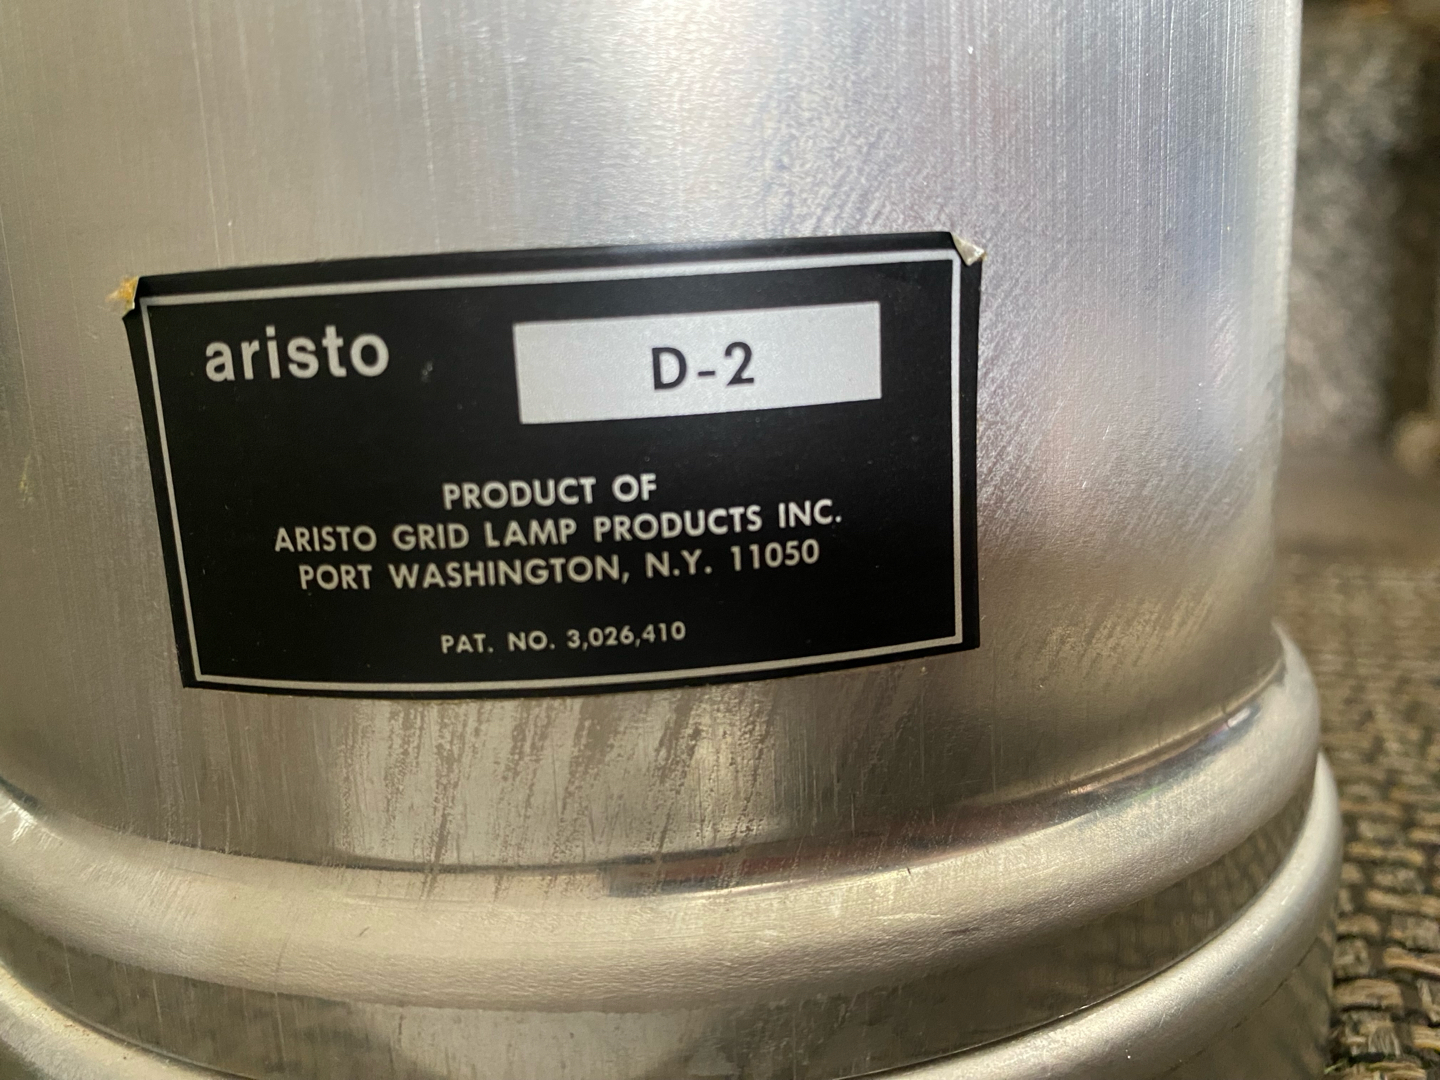 aristo
D-2
PRODUCT OF
ARISTO GRID LAMP PRODUCTS INC.
PORT WASHINGTON, N.Y. 11050
PAT. NO. 3,026,410